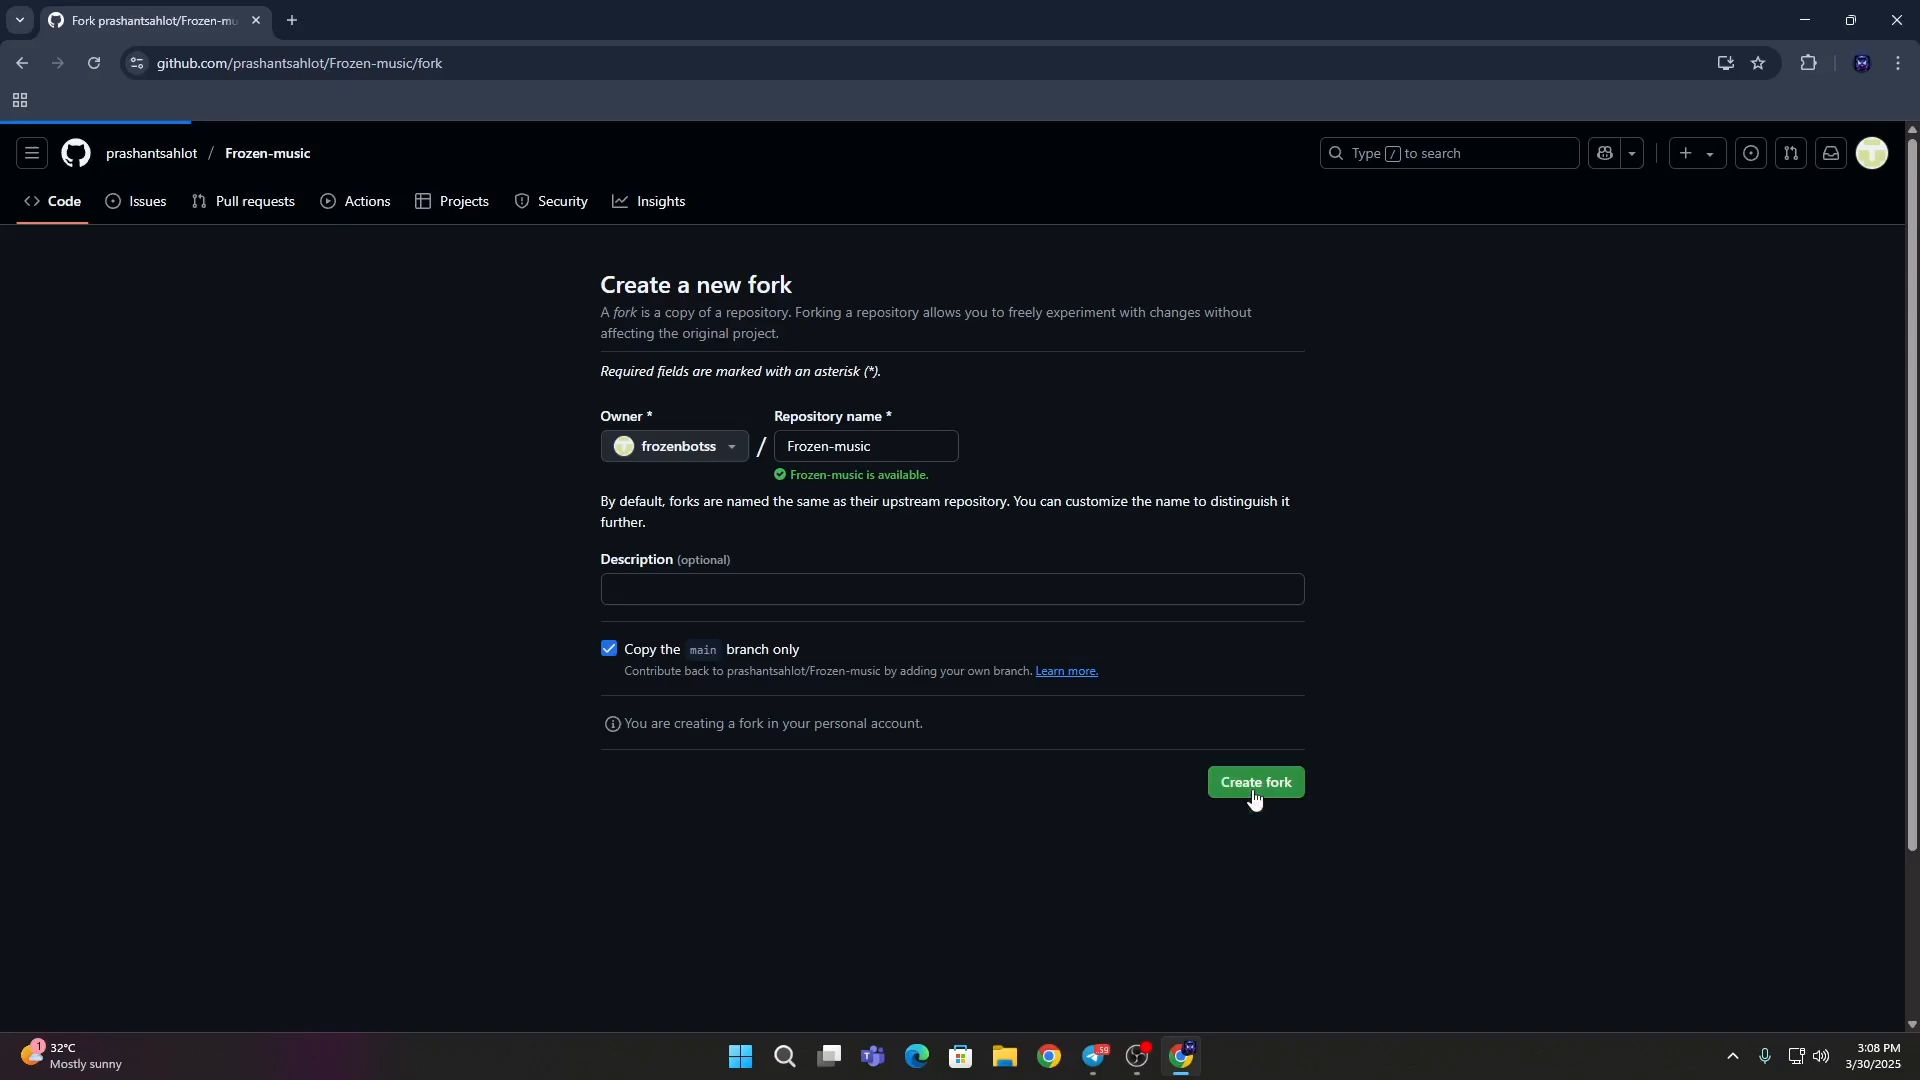 Fork prashantsahlot/Frozen-mu
github.com/prashantsahlot/Frozen-music/fork
prashantsahlot / Frozen-music
Type / to search
Code
Issues
Pull requests
Actions
Projects
Security
Insights
Create a new fork
A fork is a copy of a repository. Forking a repository allows you to freely experiment with changes without
affecting the original project.
Required fields are marked with an asterisk (*).
Owner *
Repository name *
frozenbotss
/
Frozen-music
Frozen-music is available.
By default, forks are named the same as their upstream repository. You can customize the name to distinguish it
further.
Description (optional)
Copy the main branch only
Contribute back to prashantsahlot/Frozen-music by adding your own branch. Learn more.
You are creating a fork in your personal account.
Create fork
1
32°C
Mostly sunny
59
3:08 PM
3/30/2025